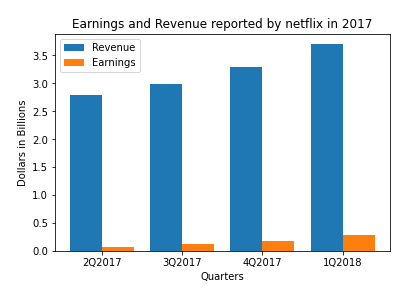 Earnings and Revenue reported by netflix in 2017
Revenue
Earnings
Dollars in Billions
3.5
3.0
2.5
2.0
1.5
1.0
0.5
0.0
2Q2017 3Q2017 4Q2017 1Q2018
Quarters